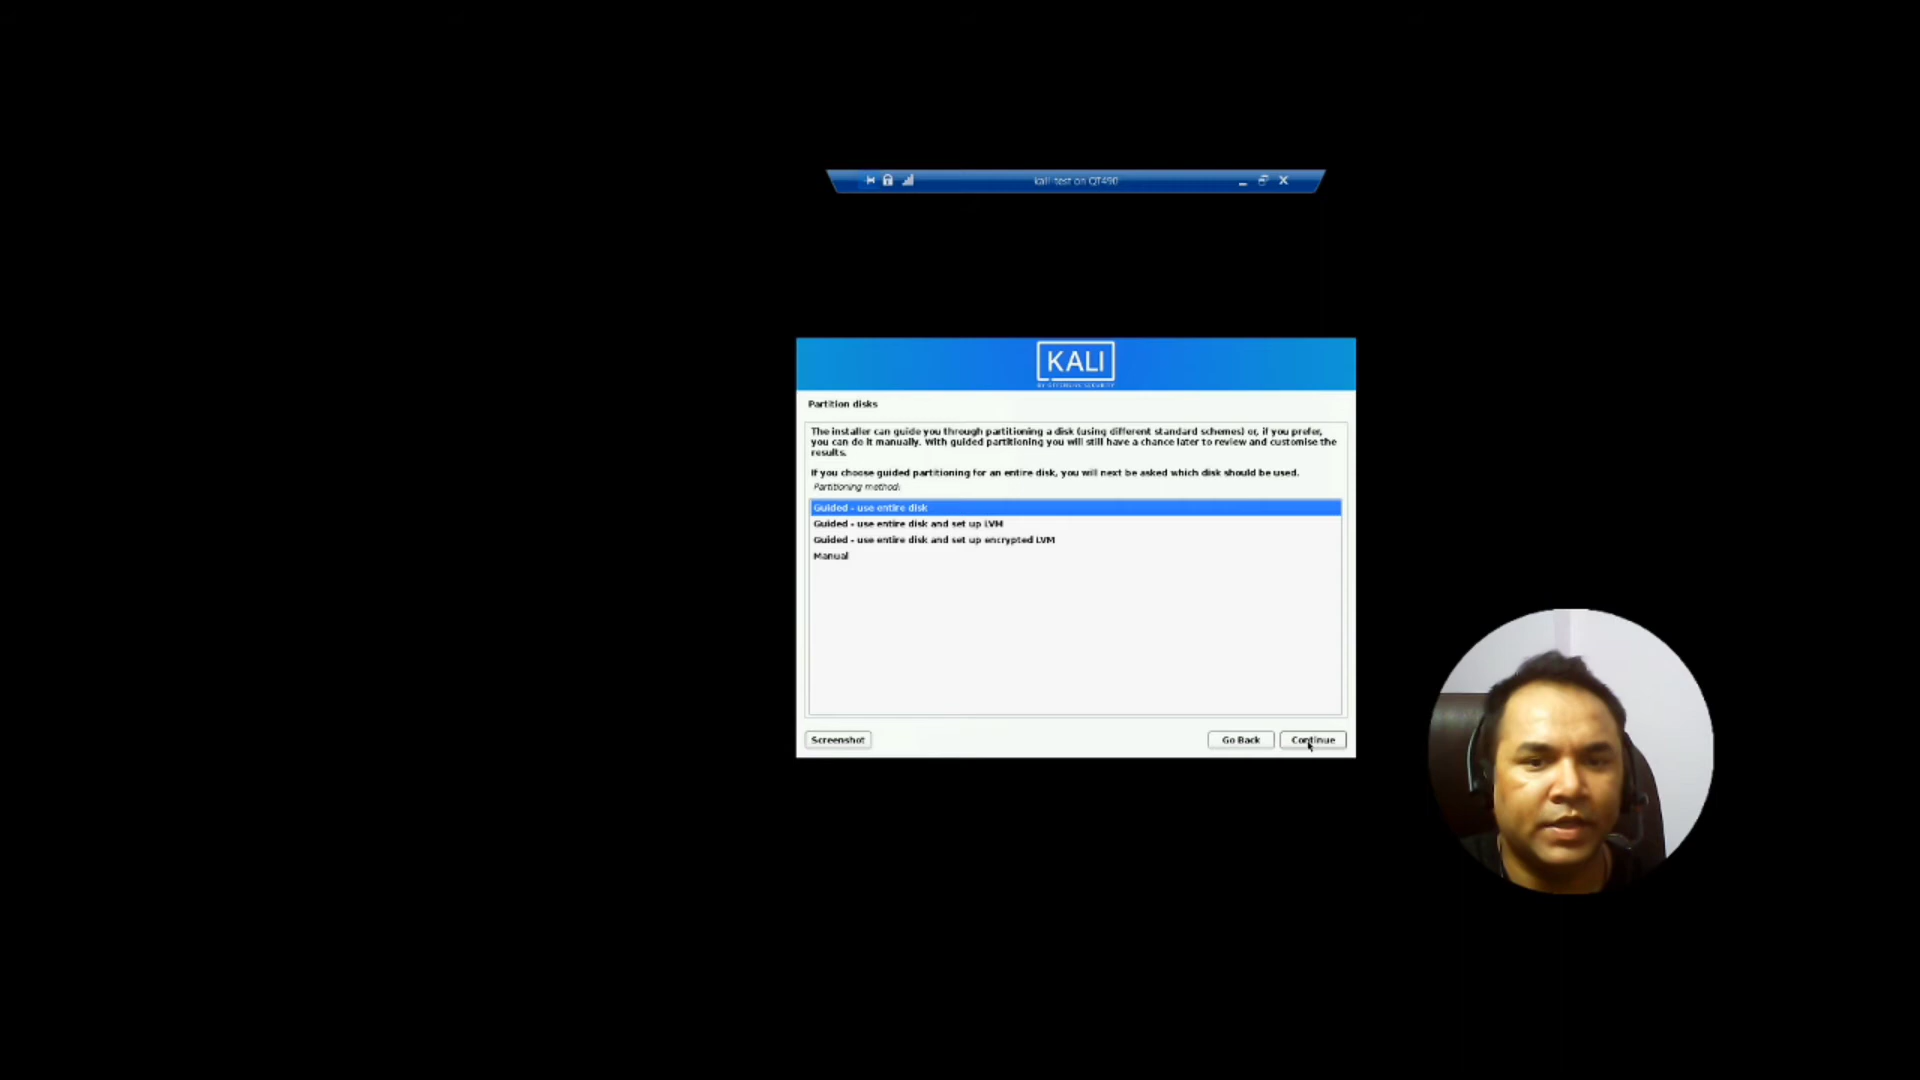 kali-test on QT490
KALI
BY OFFENSIVE SECURITY
Partition disks
The installer can guide you through partitioning a disk (using different standard schemes) or, if you prefer,
you can do it manually. With guided partitioning you will still have a chance later to review and customise the
results.
If you choose guided partitioning for an entire disk, you will next be asked which disk should be used.
Partitioning method:
Guided - use entire disk
Guided - use entire disk and set up LVM
Guided - use entire disk and set up encrypted LVM
Manual
Screenshot
Go Back
Continue